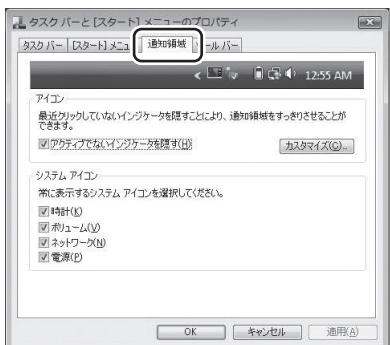 タスク バーと [スタート] メニューのプロパティ
タスク バー
[スタート] メニュ
通知領域
ール バー
12:55 AM
アイコン
最近クリックしていないインジケータを隠すことにより、通知領域をすっきりさせることが
できます。
アクティブでないインジケータを隠す(H)
カスタマイズ(C)...
システム アイコン
常に表示するシステム アイコンを選択してください。
時計(K)
ボリューム(V)
ネットワーク(N)
電源(P)
OK
キャンセル
適用(A)